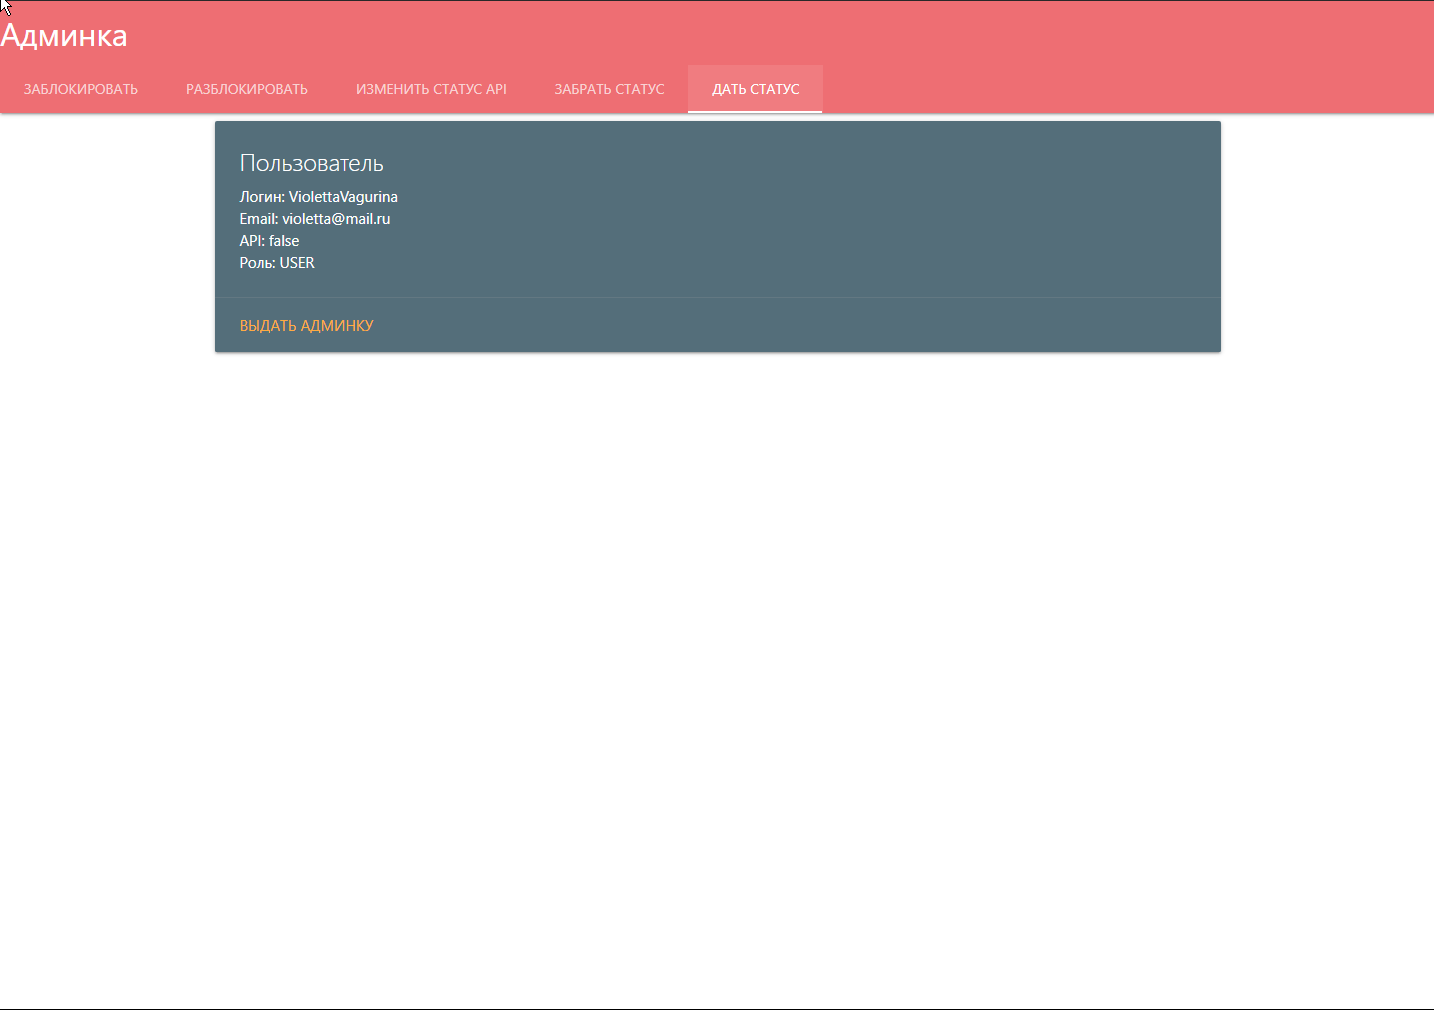 Админка
ЗАБЛОКИРОВАТЬ РАЗБЛОКИРОВАТЬ ИЗМЕНИТЬ СТАТУС API ЗАБРАТЬ СТАТУС ДАТЬ СТАТУС
Пользователь
Логин: ViolettaVagurina
Email: violetta@mail.ru
API: false
Роль: USER
ВЫДАТЬ АДМИНКУ